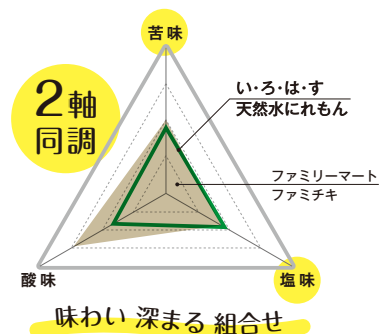 苦味
2軸
同調
い・ろ・は・す
天然水にれもん
ファミリーマート
ファミチキ
酸味
塩味
味わい 深まる 組合せ